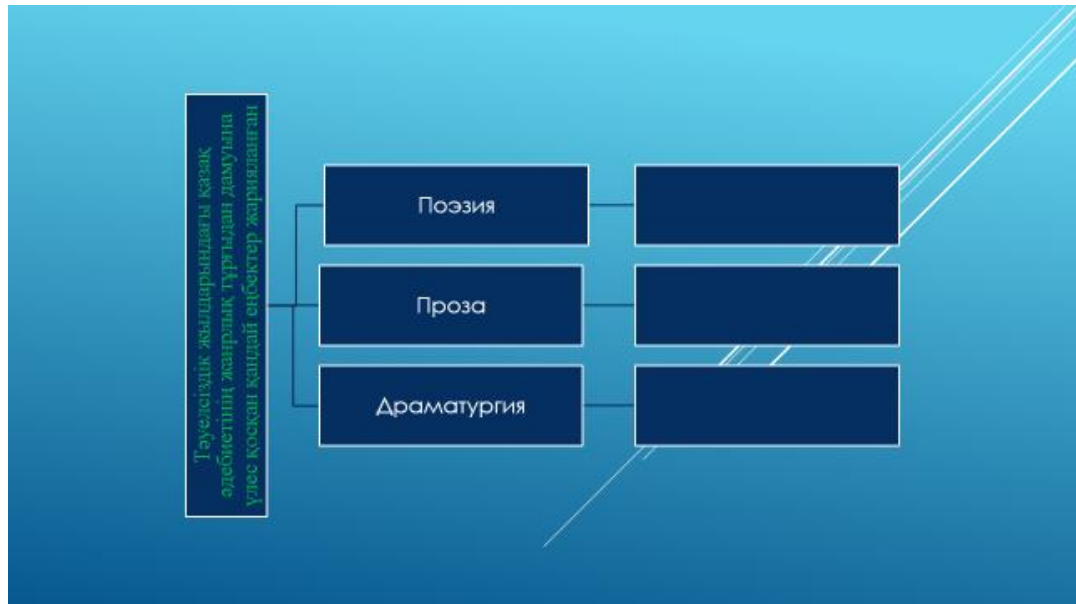 Тәуелсіздік жылдарындағы қазақ
әдебиетінің жанрлық тұрғыдан дамуына
үлес қосқан қандай еңбектер жарияланған
Поэзия
Проза
Драматургия